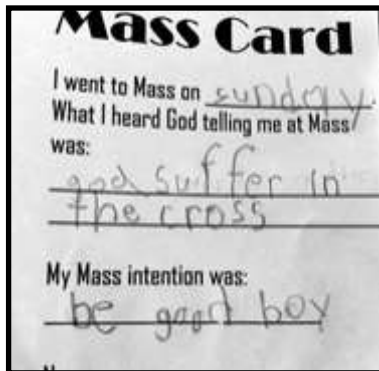 Mass Card
I went to Mass on sunday
What I heard God telling me at Mass
was:
god suffer in
the cross
My Mass intention was:
be good boy